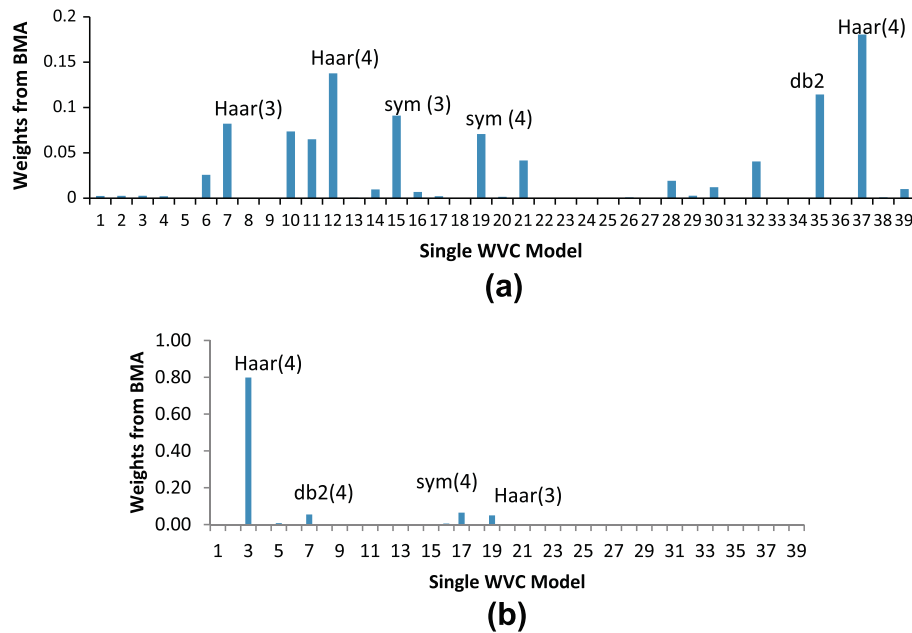 0.2
0.15
0.1
0.05
0
Weights from BMA
Haar(3)
Haar(4)
sym (3)
sym (4)
db2
Haar(4)
1 2 3 4 5 6 7 8 9 10 11 12 13 14 15 16 17 18 19 20 21 22 23 24 25 26 27 28 29 30 31 32 33 34 35 36 37 38 39
Single WVC Model
(a)
1.00
0.80
0.60
0.40
0.20
0.00
Weights from BMA
Haar(4)
db2(4)
sym(4)
Haar(3)
1 3 5 7 9 11 13 15 17 19 21 23 25 27 29 31 33 35 37 39
Single WVC Model
(b)